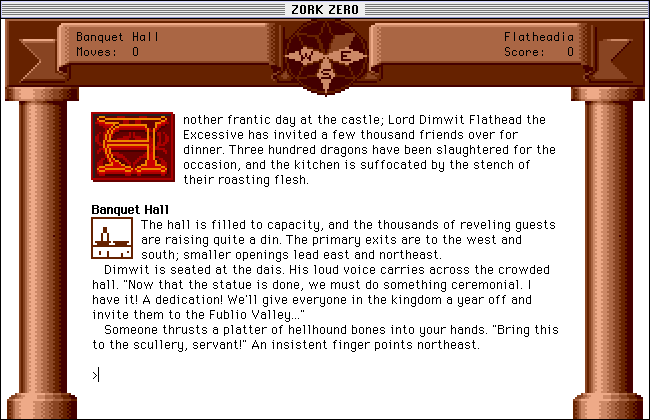 ZORK ZERO
Banquet Hall
Moves: 0
Flatheadia
Score: 0
W E
S
A
nother frantic day at the castle; Lord Dimwit Flathead the
Excessive has invited a few thousand friends over for
dinner. Three hundred dragons have been slaughtered for the
occasion, and the kitchen is suffocated by the stench of
their roasting flesh.
Banquet Hall
The hall is filled to capacity, and the thousands of reveling guests
are raising quite a din. The primary exits are to the west and
south; smaller openings lead east and northeast.
Dimwit is seated at the dais. His loud voice carries across the crowded
hall. "Now that the statue is done, we must do something ceremonial. I
have it! A dedication! We'll give everyone in the kingdom a year off and
invite them to the Fublio Valley..."
Someone thrusts a platter of hellhound bones into your hands. "Bring this
to the scullery, servant!" An insistent finger points northeast.
>